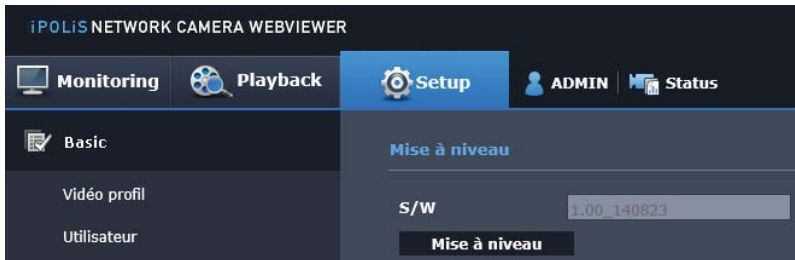 iPOLiS NETWORK CAMERA WEBVIEWER
Monitoring Playback Setup ADMIN Status
Basic
Mise à niveau
Vidéo profil
S/W 1.00_140823
Utilisateur
Mise à niveau